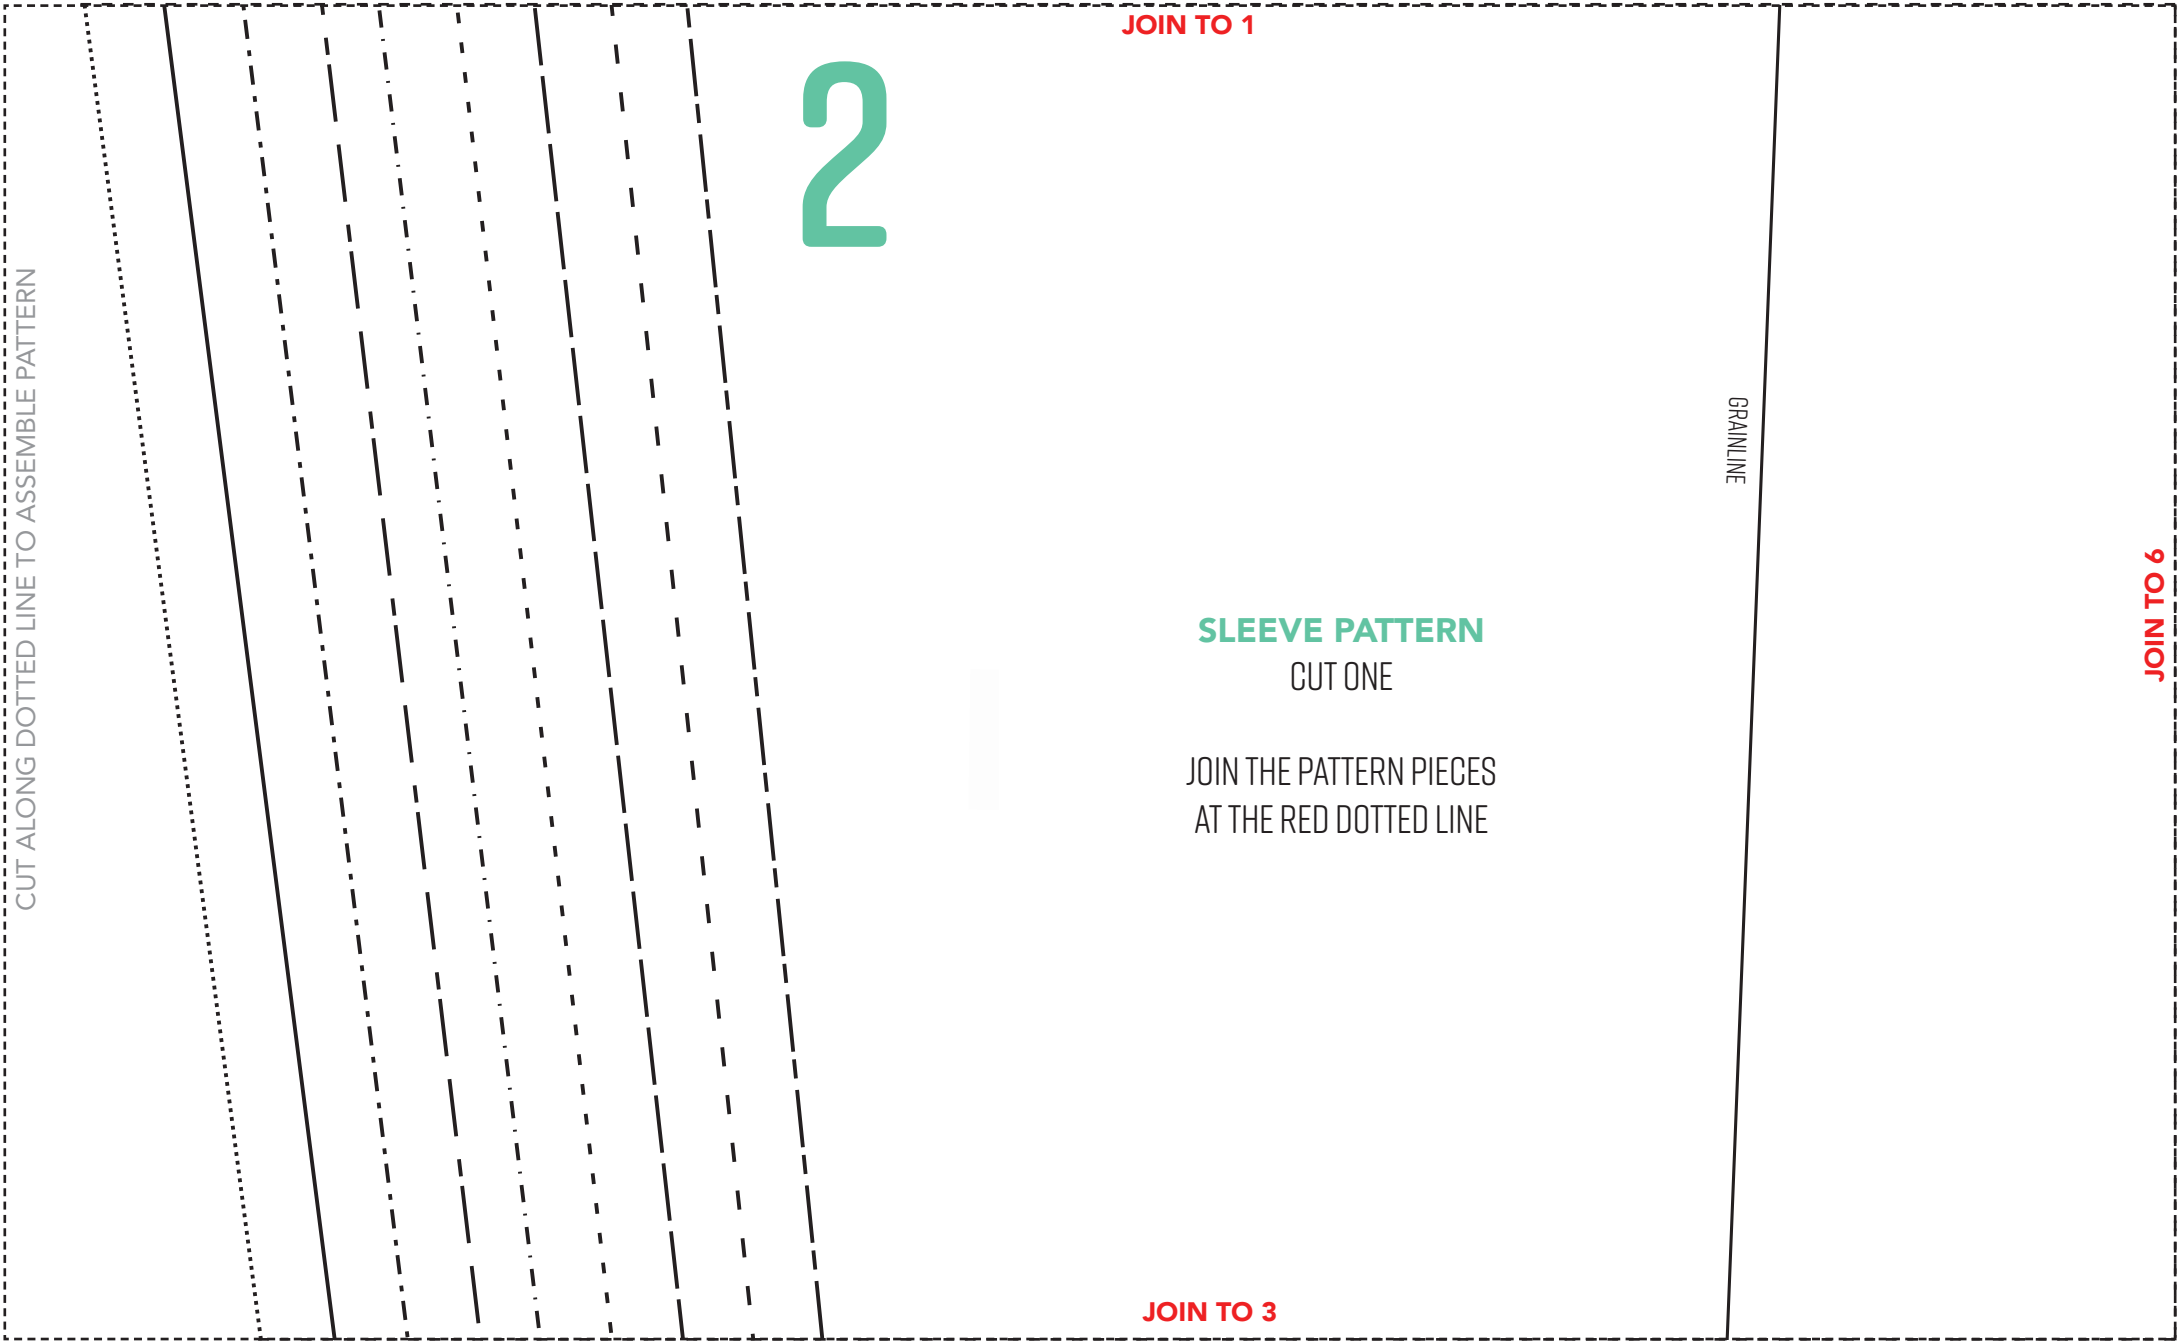 JOIN TO 1
2
CUT ALONG DOTTED LINE TO ASSEMBLE PATTERN
GRAINLINE
JOIN TO 6
SLEEVE PATTERN
CUT ONE
JOIN THE PATTERN PIECES
AT THE RED DOTTED LINE
JOIN TO 3